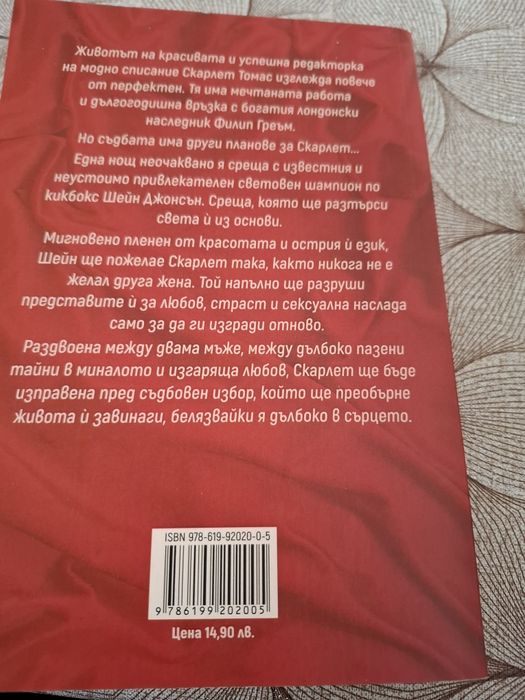 Животът на красивата и успешна редакторка
на модно списание Скарлет Томас изглежда повече
от перфектен. Тя има мечтаната работа
и дългогодишна връзка с богатия лондонски
наследник Филип Греъм.
Но съдбата има други планове за Скарлет...
Една нощ неочаквано я среща с известния и
неустоимо привлекателен световен шампион по
кикбокс Шейн Джонсън. Среща, която ще разтърси
света ѝ из основи.
Мигновено пленен от красотата и острия ѝ език,
Шейн ще пожелае Скарлет така, както никога не е
желал друга жена. Той напълно ще разруши
представите ѝ за любов, страст и сексуална наслада
само за да ги изгради отново.
Раздвоена между двама мъже, между дълбоко пазени
тайни в миналото и изгаряща любов, Скарлет ще бъде
изправена пред съдбовен избор, който ще преобърне
живота ѝ завинаги, белязвайки я дълбоко в сърцето.
ISBN 978-619-92020-0-5
9 786199 202005
Цена 14,90 лв.